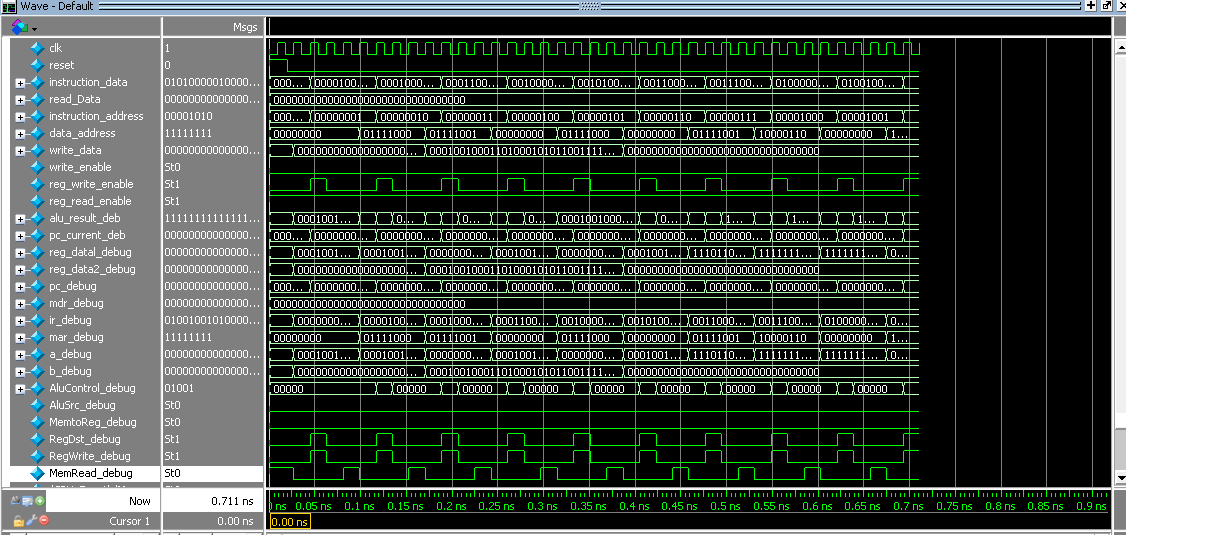 Wave - Default
Msgs
clk 1
reset 0
instruction_data 01010000010000... 000... 0000100... 0001000... 0001100... 0010000... 0010100... 0011000... 0011100... 0100000... 0100100...
read_Data 00000000000000... 00000000000000000000000000000000
instruction_address 00001010 000... 00000001 00000010 00000011 00000100 00000101 00000110 00000111 00001000 00001001
data_address 11111111 00000000 01111000 01111001 00000000 01111000 00000000 01111001 10000110 00000000 1...
write_data 00000000000000... 000000000000000000... 00010010001101000101011001111... 00000000000000000000000000000000
write_enable St0
reg_write_enable St1
reg_read_enable St1
alu_result_deb 11111111111111... 0001001... 0... 0... 0... 0001001000... 0... 1... 1... 1...
pc_current_deb 00000000000000... 000... 0000000... 0000000... 0000000... 0000000... 0000000... 0000000... 0000000... 0000000... 0000000...
reg_data1_debug 00000000000000... 0001001... 0001001... 0000000... 0001001... 0000000... 0001001... 1110110... 1111111... 1111111... 0...
reg_data2_debug 00000000000000... 000000000000000000... 00010010001101000101011001111... 00000000000000000000000000000000
pc_debug 00000000000000... 000... 0000000... 0000000... 0000000... 0000000... 0000000... 0000000... 0000000... 0000000... 0000000...
mdr_debug 00000000000000... 00000000000000000000000000000000
ir_debug 01001001010000... 0000000... 0000100... 0001000... 0001100... 0010000... 0010100... 0011000... 0011100... 0100000... 0...
mar_debug 11111111 00000000 01111000 01111001 00000000 01111000 00000000 01111001 10000110 00000000 1...
a_debug 00000000000000... 0001001... 0001001... 0000000... 0001001... 0000000... 0001001... 1110110... 1111111... 1111111... 0...
b_debug 00000000000000... 000000000000000000... 00010010001101000101011001111... 00000000000000000000000000000000
AluControl_debug 01001 00000 00000 00000 00000 00000 00000 00000 00000 00000
AluSrc_debug St0
MemtoReg_debug St0
RegDst_debug St1
RegWrite_debug St1
MemRead_debug St0
Now 0.711 ns ns 0.05 ns 0.1 ns 0.15 ns 0.2 ns 0.25 ns 0.3 ns 0.35 ns 0.4 ns 0.45 ns 0.5 ns 0.55 ns 0.6 ns 0.65 ns 0.7 ns 0.75 ns 0.8 ns 0.85 ns 0.9 ns
Cursor 1 0.00 ns 0.00 ns